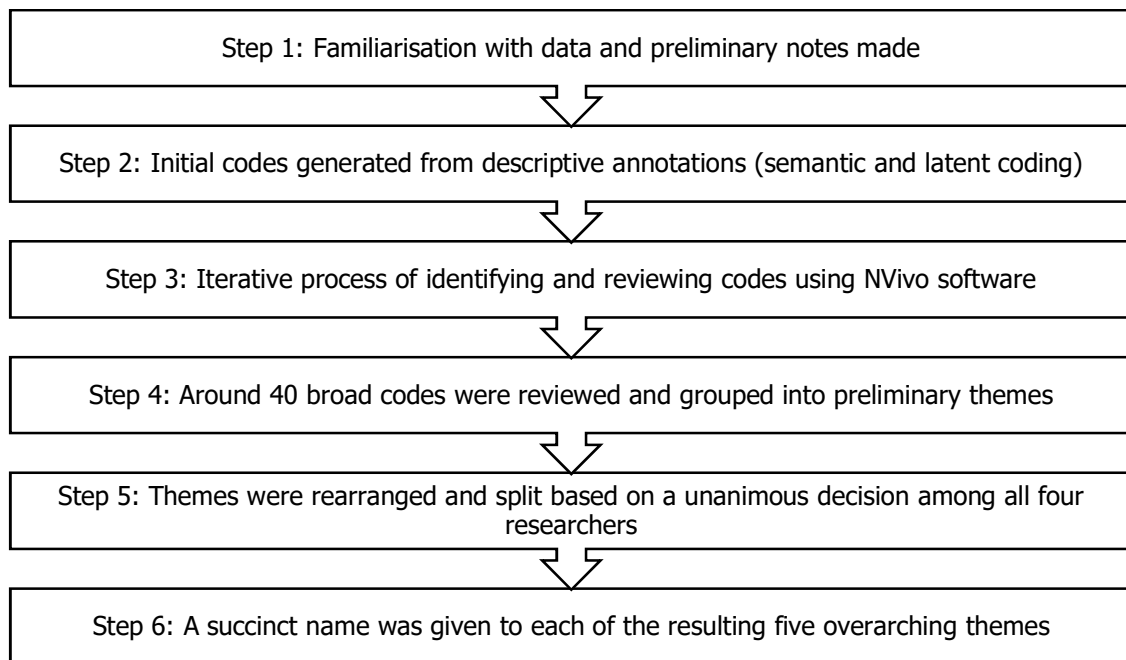 Step 1: Familiarisation with data and preliminary notes made
Step 2: Initial codes generated from descriptive annotations (semantic and latent coding)
Step 3: Iterative process of identifying and reviewing codes using NVivo software
Step 4: Around 40 broad codes were reviewed and grouped into preliminary themes
Step 5: Themes were rearranged and split based on a unanimous decision among all four
researchers
Step 6: A succinct name was given to each of the resulting five overarching themes